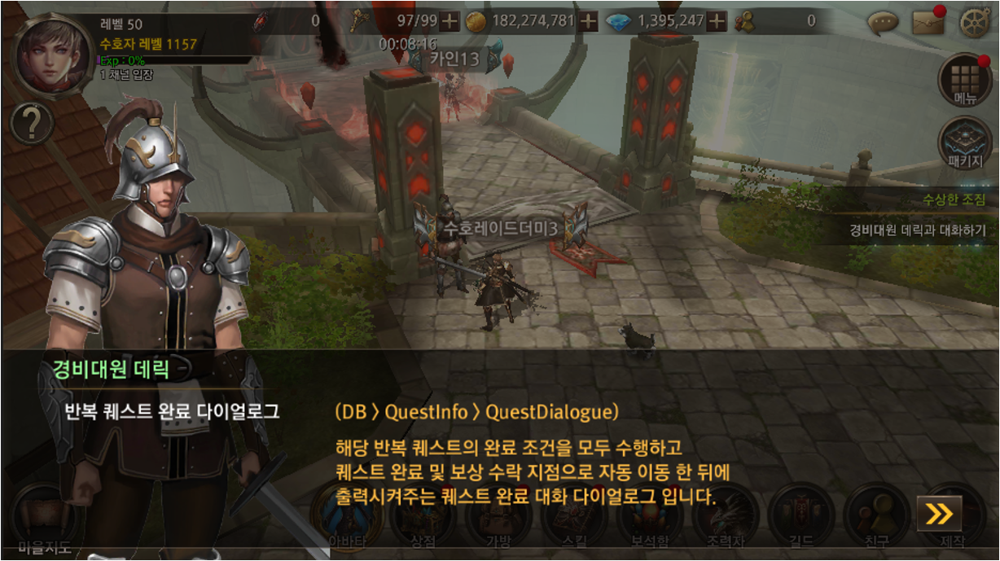 레벨 50
수호자 레벨 1157
Exp : 0%
1 채널 입장
0
97/99
00:08:16
182,274,781
1,395,247
0
카인13
메뉴
패키지
수상한 조짐
경비대원 데릭과 대화하기
수호레이드더미3
경비대원 데릭
반복 퀘스트 완료 다이얼로그
(DB > QuestInfo > QuestDialogue)
해당 반복 퀘스트의 완료 조건을 모두 수행하고
퀘스트 완료 및 보상 수락 지점으로 자동 이동 한 뒤에
출력시켜주는 퀘스트 완료 대화 다이얼로그 입니다.
마을지도
아바타
상점
가방
스킬
보석함
조력자
길드
친구
제작